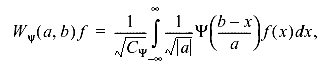 W_Ψ(a, b) f = \frac{1}{\sqrt{C_Ψ}} \int_{-∞}^{∞} \frac{1}{\sqrt{|a|}} Ψ\left(\frac{b-x}{a}\right) f(x) dx,